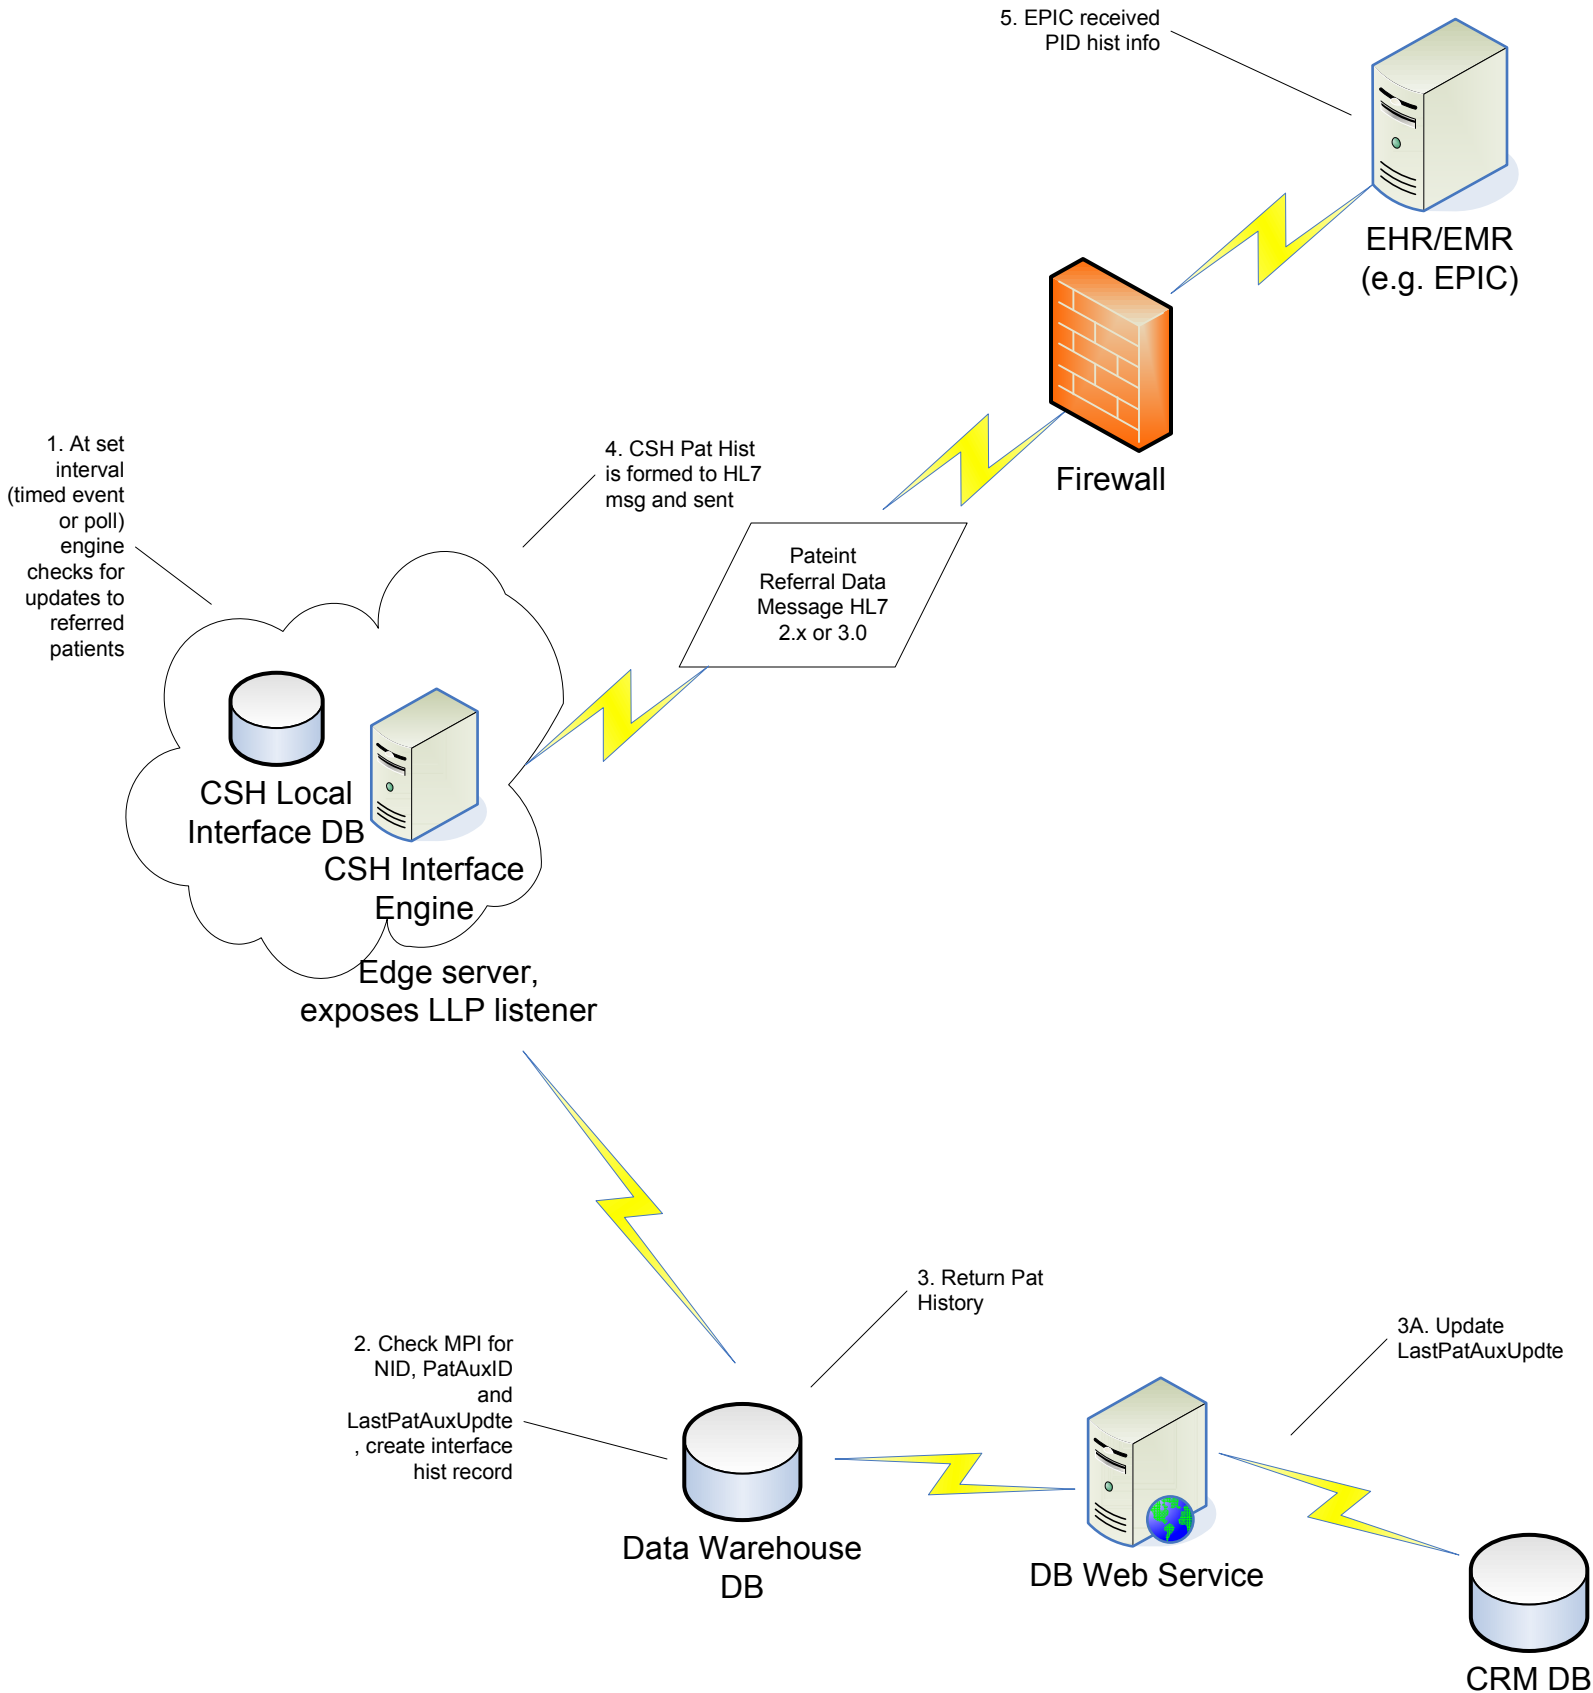 5. EPIC received
PID hist info
EHR/EMR
(e.g. EPIC)
Firewall
1. At set
interval
(timed event
or poll)
engine
checks for
updates to
referred
patients
4. CSH Pat Hist
is formed to HL7
msg and sent
Pateint
Referral Data
Message HL7
2.x or 3.0
CSH Local
Interface DB
CSH Interface
Engine
Edge server,
exposes LLP listener
3. Return Pat
History
2. Check MPI for
NID, PatAuxID
and
LastPatAuxUpdte
, create interface
hist record
3A. Update
LastPatAuxUpdte
Data Warehouse
DB
DB Web Service
CRM DB